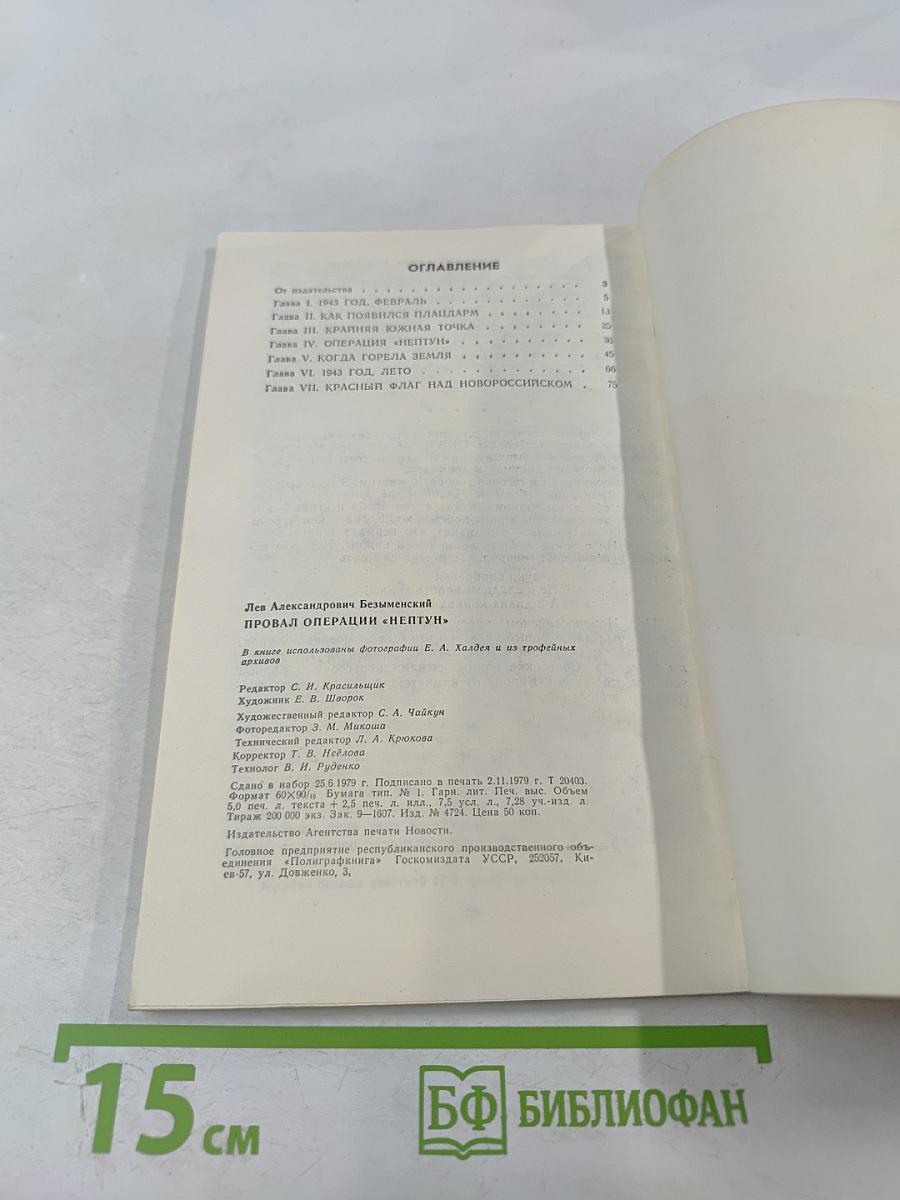 ОГЛАВЛЕНИЕ
От издательства . . . . . . . . . . . . . . . . . 3
Глава I. 1943 ГОД, ФЕВРАЛЬ . . . . . . . . . . . . 5
Глава II. КАК ПОЯВИЛСЯ ПЛАЦДАРМ . . . . . . . . 13
Глава III. КРАЙНЯЯ ЮЖНАЯ ТОЧКА . . . . . . . . 25
Глава IV. ОПЕРАЦИЯ «НЕПТУН» . . . . . . . . . . 36
Глава V. КОГДА ГОРЕЛА ЗЕМЛЯ . . . . . . . . . . 45
Глава VI. 1943 ГОД, ЛЕТО . . . . . . . . . . . . . 66
Глава VII. КРАСНЫЙ ФЛАГ НАД НОВОРОССИЙСКОМ . 75
Лев Александрович Безыменский
ПРОВАЛ ОПЕРАЦИИ «НЕПТУН»
В книге использованы фотографии Е. А. Халдея и из трофейных
архивов
Редактор С. И. Красильщик
Художник Е. В. Шворок
Художественный редактор С. А. Чайкун
Фоторедактор З. М. Микоша
Технический редактор Л. А. Крюкова
Корректор Т. В. Неёлова
Технолог В. И. Руденко
Сдано в набор 25.6.1979 г. Подписано в печать 2.11.1979 г. Т 20403.
Формат 60×90/16 Бумага тип. № 1. Гарн. лит. Печ. выс. Объем
5,0 печ. л. текста + 2,5 печ. л. илл., 7,5 усл. л., 7,28 уч.-изд. л.
Тираж 200 000 экз. Зак. 9—1607. Изд. № 4724. Цена 50 коп.
Издательство Агентства печати Новости.
Головное предприятие республиканского производственного объ-
единения «Полиграфкнига» Госкомиздата УССР, 252057, Ки-
ев-57, ул. Довженко, 3,
15 см
БФ БИБЛИОФАН